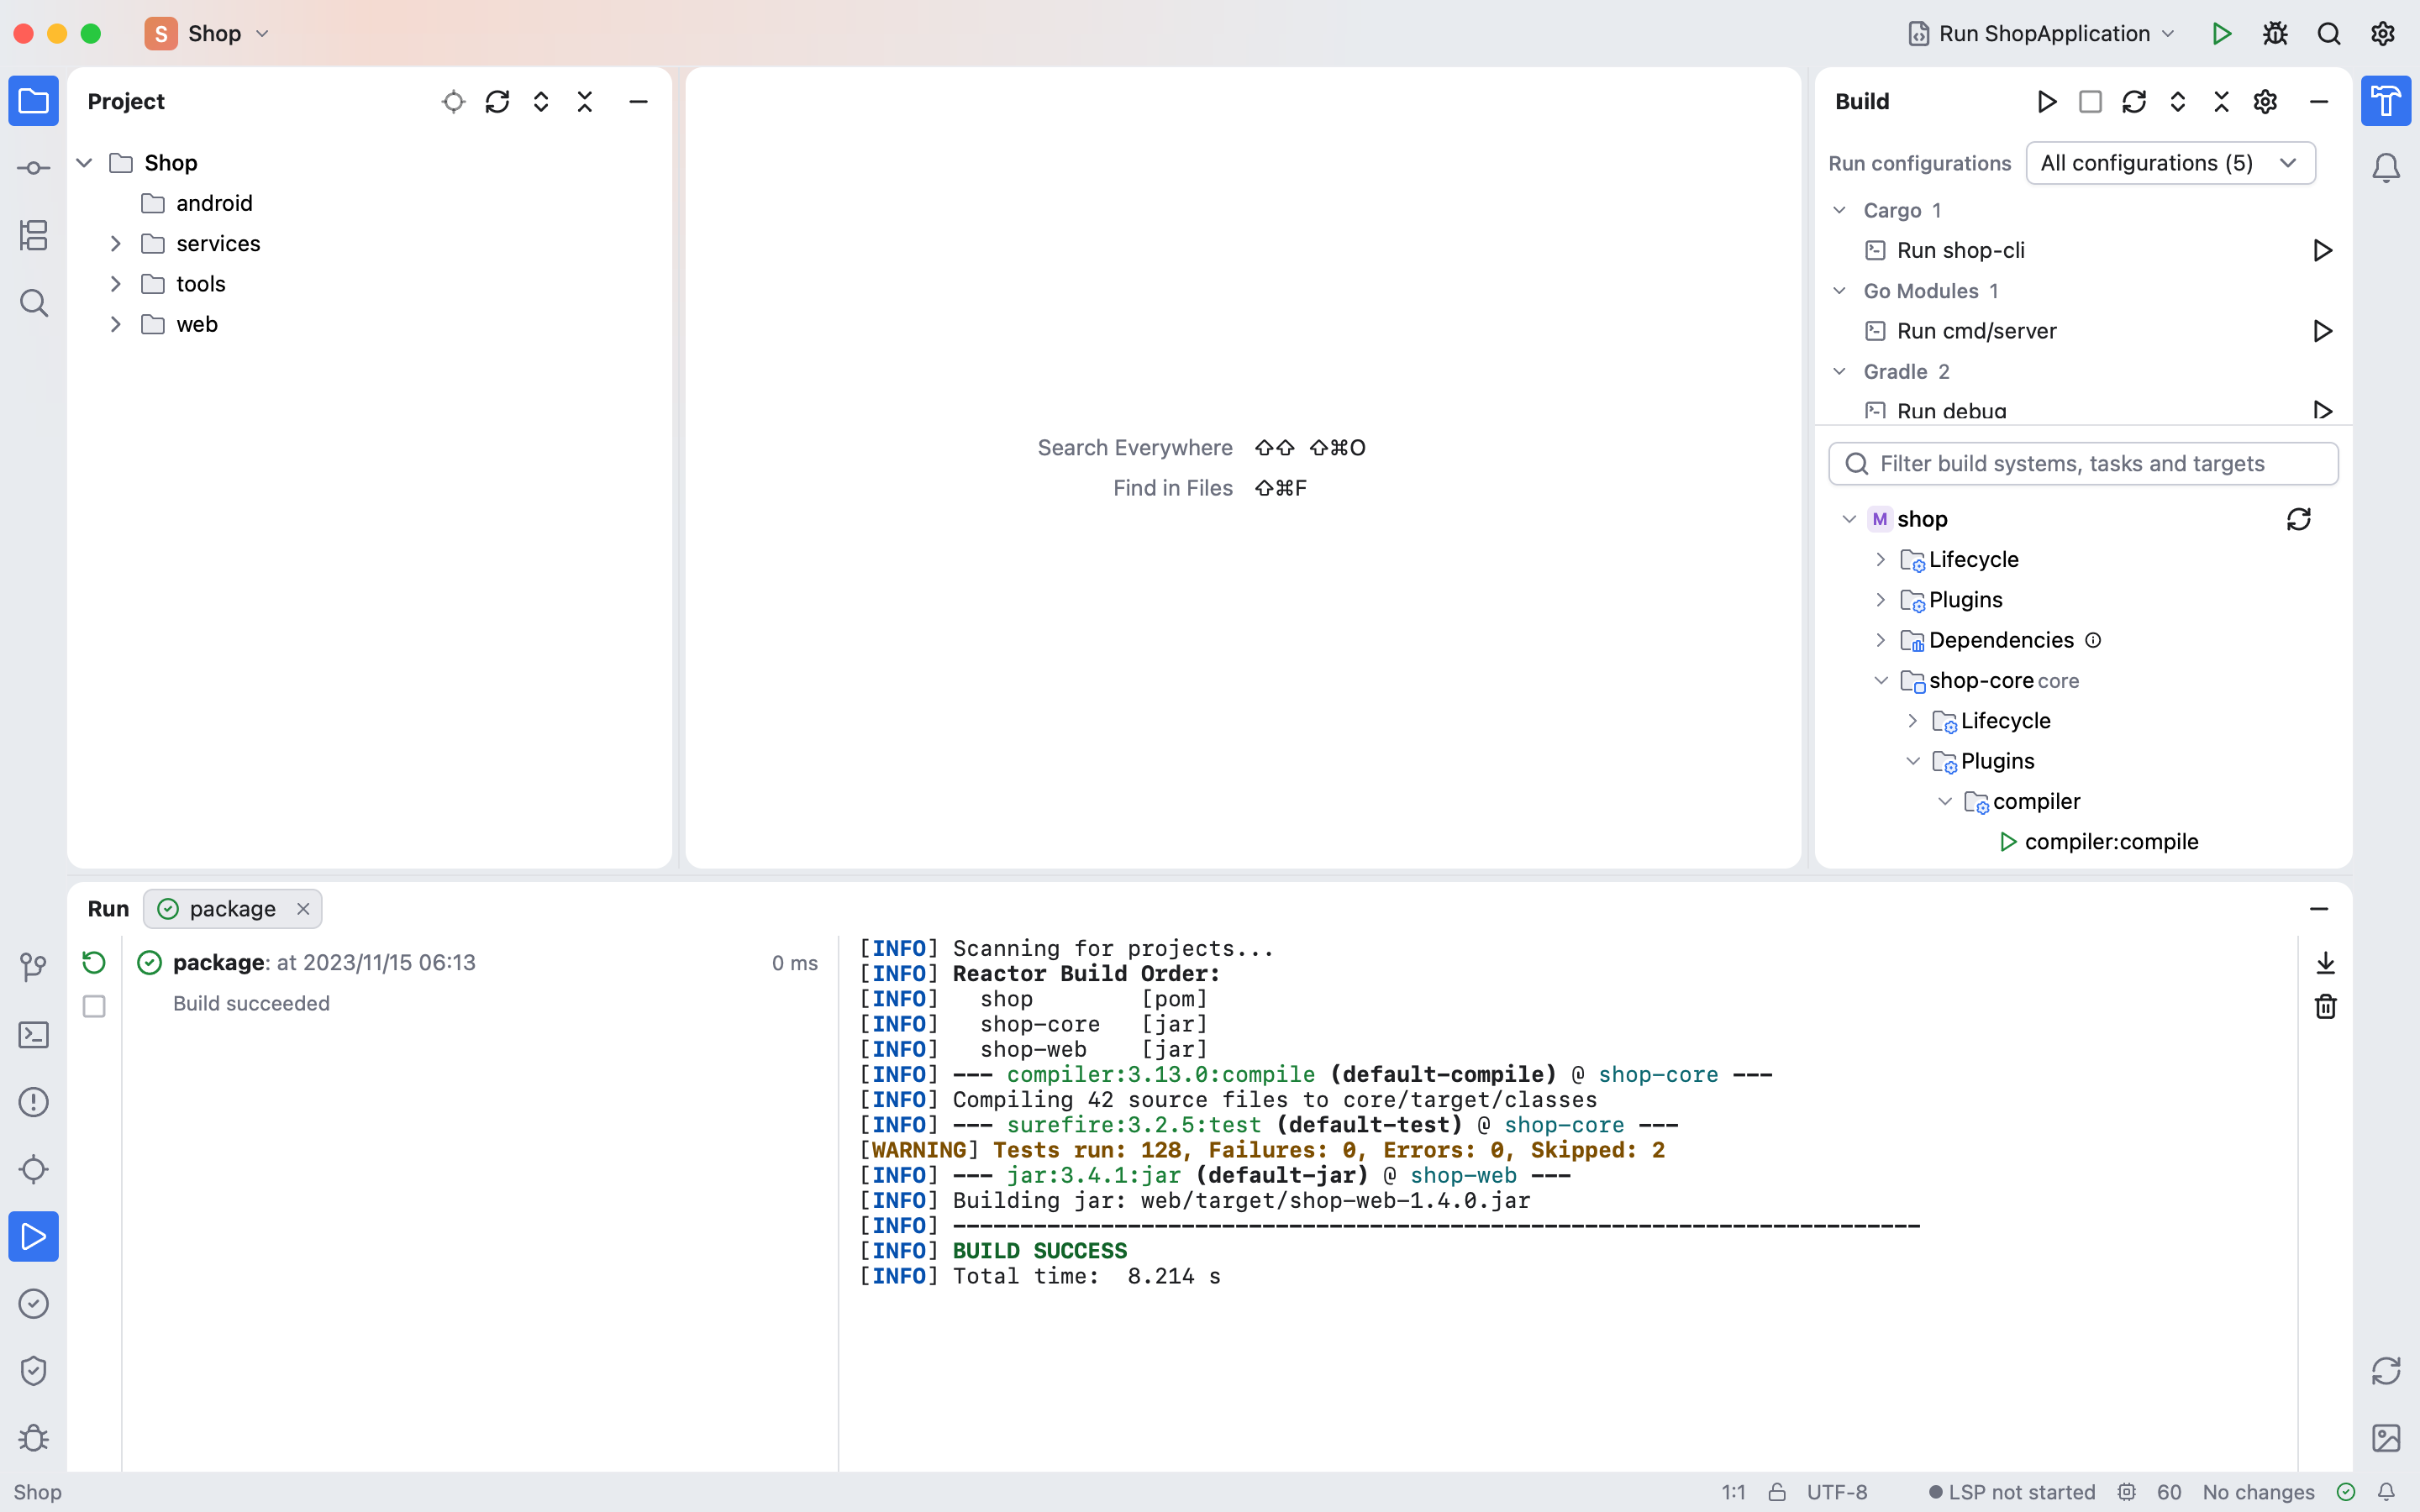 S Shop
Run ShopApplication
Project
Shop
android
services
tools
web
Search Everywhere ⇧⇧ ⇧⌘O
Find in Files ⇧⌘F
Build
Run configurations All configurations (5)
Cargo 1
Run shop-cli
Go Modules 1
Run cmd/server
Gradle 2
Run debug
Filter build systems, tasks and targets
M shop
Lifecycle
Plugins
Dependencies
shop-core core
Lifecycle
Plugins
compiler
compiler:compile
Run package
package: at 2023/11/15 06:13 0 ms
Build succeeded
[INFO] Scanning for projects...
[INFO] Reactor Build Order:
[INFO]   shop        [pom]
[INFO]   shop-core   [jar]
[INFO]   shop-web    [jar]
[INFO] --- compiler:3.13.0:compile (default-compile) @ shop-core ---
[INFO] Compiling 42 source files to core/target/classes
[INFO] --- surefire:3.2.5:test (default-test) @ shop-core ---
[WARNING] Tests run: 128, Failures: 0, Errors: 0, Skipped: 2
[INFO] --- jar:3.4.1:jar (default-jar) @ shop-web ---
[INFO] Building jar: web/target/shop-web-1.4.0.jar
[INFO] ------------------------------------------------------------------------
[INFO] BUILD SUCCESS
[INFO] Total time:  8.214 s
Shop
1:1 UTF-8 LSP not started 60 No changes